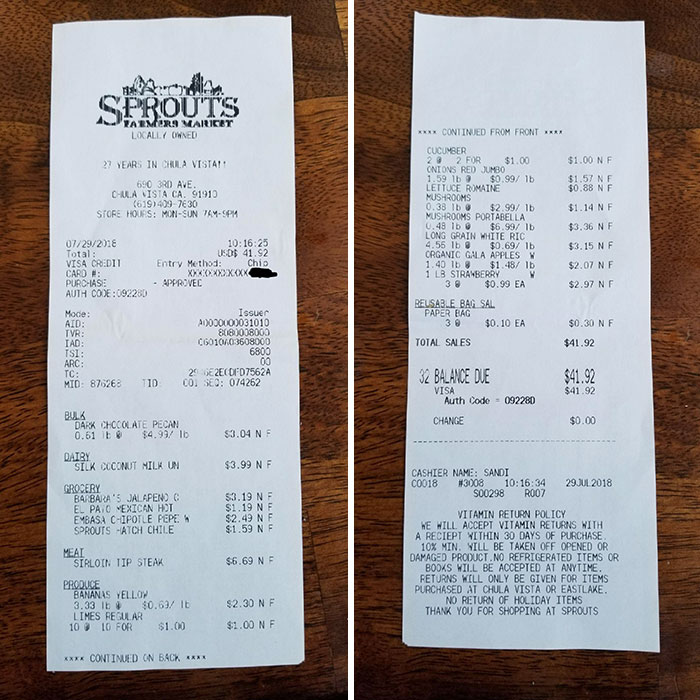 SPROUTS
FARMERS MARKET
LOCALLY OWNED
27 YEARS IN CHULA VISTA!!
690 3RD AVE.
CHULA VISTA CA. 91910
(619)409-7630
STORE HOURS: MON-SUN 7AM-9PM
07/29/2018 10:16:25
Total: USD$ 41.92
VISA CREDIT Entry Method: Chip
CARD #:
PURCHASE - APPROVED
AUTH CODE:09228D
Mode: Issuer
AID: A0000000031010
TVR: 8080008000
IAD: CG010A03608000
TSI: 6800
ARC: 00
TC:
MID: 876268 TID: 001 SEQ: 074262
BULK
DARK CHOCOLATE PECAN
0.61 lb @ $4.99/ lb $3.04 N F
DAIRY
SILK COCONUT MILK UN $3.99 N F
GROCERY
BARBARA'S JALAPENO C $3.19 N F
EL PATO MEXICAN HOT $1.19 N F
EMBASA CHIPOTLE PEPE W $2.49 N F
SPROUTS HATCH CHILE $1.59 N F
MEAT
SIRLOIN TIP STEAK $6.69 N F
PRODUCE
BANANAS YELLOW
3.33 lb @ $0.69/ lb $2.30 N F
LIMES REGULAR
10 @ 10 FOR $1.00 $1.00 N F
**** CONTINUED ON BACK ****
**** CONTINUED FROM FRONT ****
CUCUMBER
2 @ 2 FOR $1.00 $1.00 N F
ONIONS RED JUMBO
1.59 lb @ $0.99/ lb $1.57 N F
LETTUCE ROMAINE $0.88 N F
MUSHROOMS
0.38 lb @ $2.99/ lb $1.14 N F
MUSHROOMS PORTABELLA
0.48 lb @ $6.99/ lb $3.36 N F
LONG GRAIN WHITE RIC
4.56 lb @ $0.69/ lb $3.15 N F
ORGANIC GALA APPLES W
1.40 lb @ $1.48/ lb $2.07 N F
1 LB STRAWBERRY W
3 @ $0.99 EA $2.97 N F
REUSABLE BAG SAL
PAPER BAG
3 @ $0.10 EA $0.30 N F
TOTAL SALES $41.92
32 BALANCE DUE $41.92
VISA $41.92
Auth Code = 09228D
CHANGE $0.00
CASHIER NAME: SANDI
C0018 #3008 10:16:34 29JUL2018
S00298 R007
VITAMIN RETURN POLICY
WE WILL ACCEPT VITAMIN RETURNS WITH
A RECIEPT WITHIN 30 DAYS OF PURCHASE.
10% MIN. WILL BE TAKEN OFF OPENED OR
DAMAGED PRODUCT.NO REFRIGERATED ITEMS OR
BOOKS WILL BE ACCEPTED AT ANYTIME.
RETURNS WILL ONLY BE GIVEN FOR ITEMS
PURCHASED AT CHULA VISTA OR EASTLAKE.
NO RETURN OF HOLIDAY ITEMS
THANK YOU FOR SHOPPING AT SPROUTS